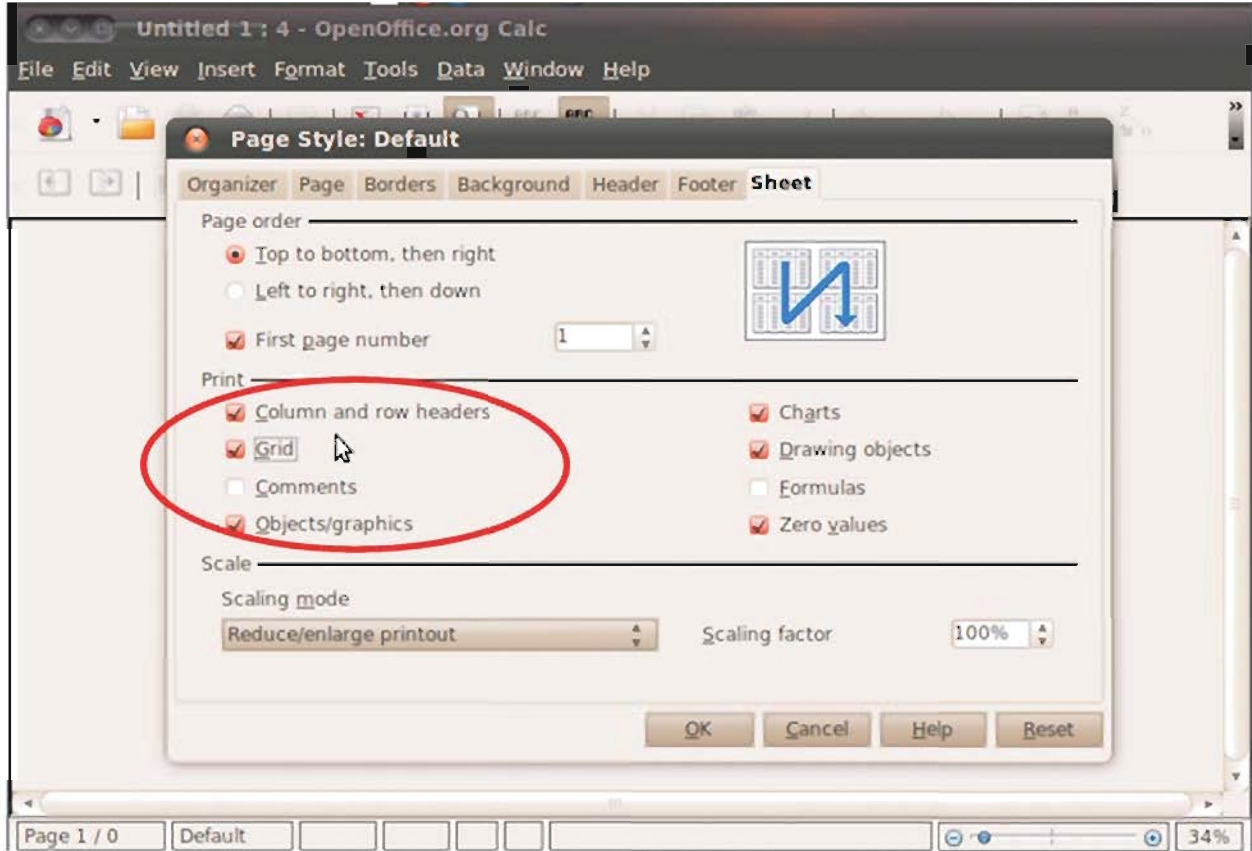 Untitled 1 : 4 - OpenOffice.org Calc
File Edit View Insert Format Tools Data Window Help
Page Style: Default
Organizer Page Borders Background Header Footer Sheet
Page order
Top to bottom, then right
Left to right, then down
First page number 1
Print
Column and row headers Charts
Grid Drawing objects
Comments Formulas
Objects/graphics Zero values
Scale
Scaling mode
Reduce/enlarge printout Scaling factor 100%
OK Cancel Help Reset
Page 1 / 0 Default 34%